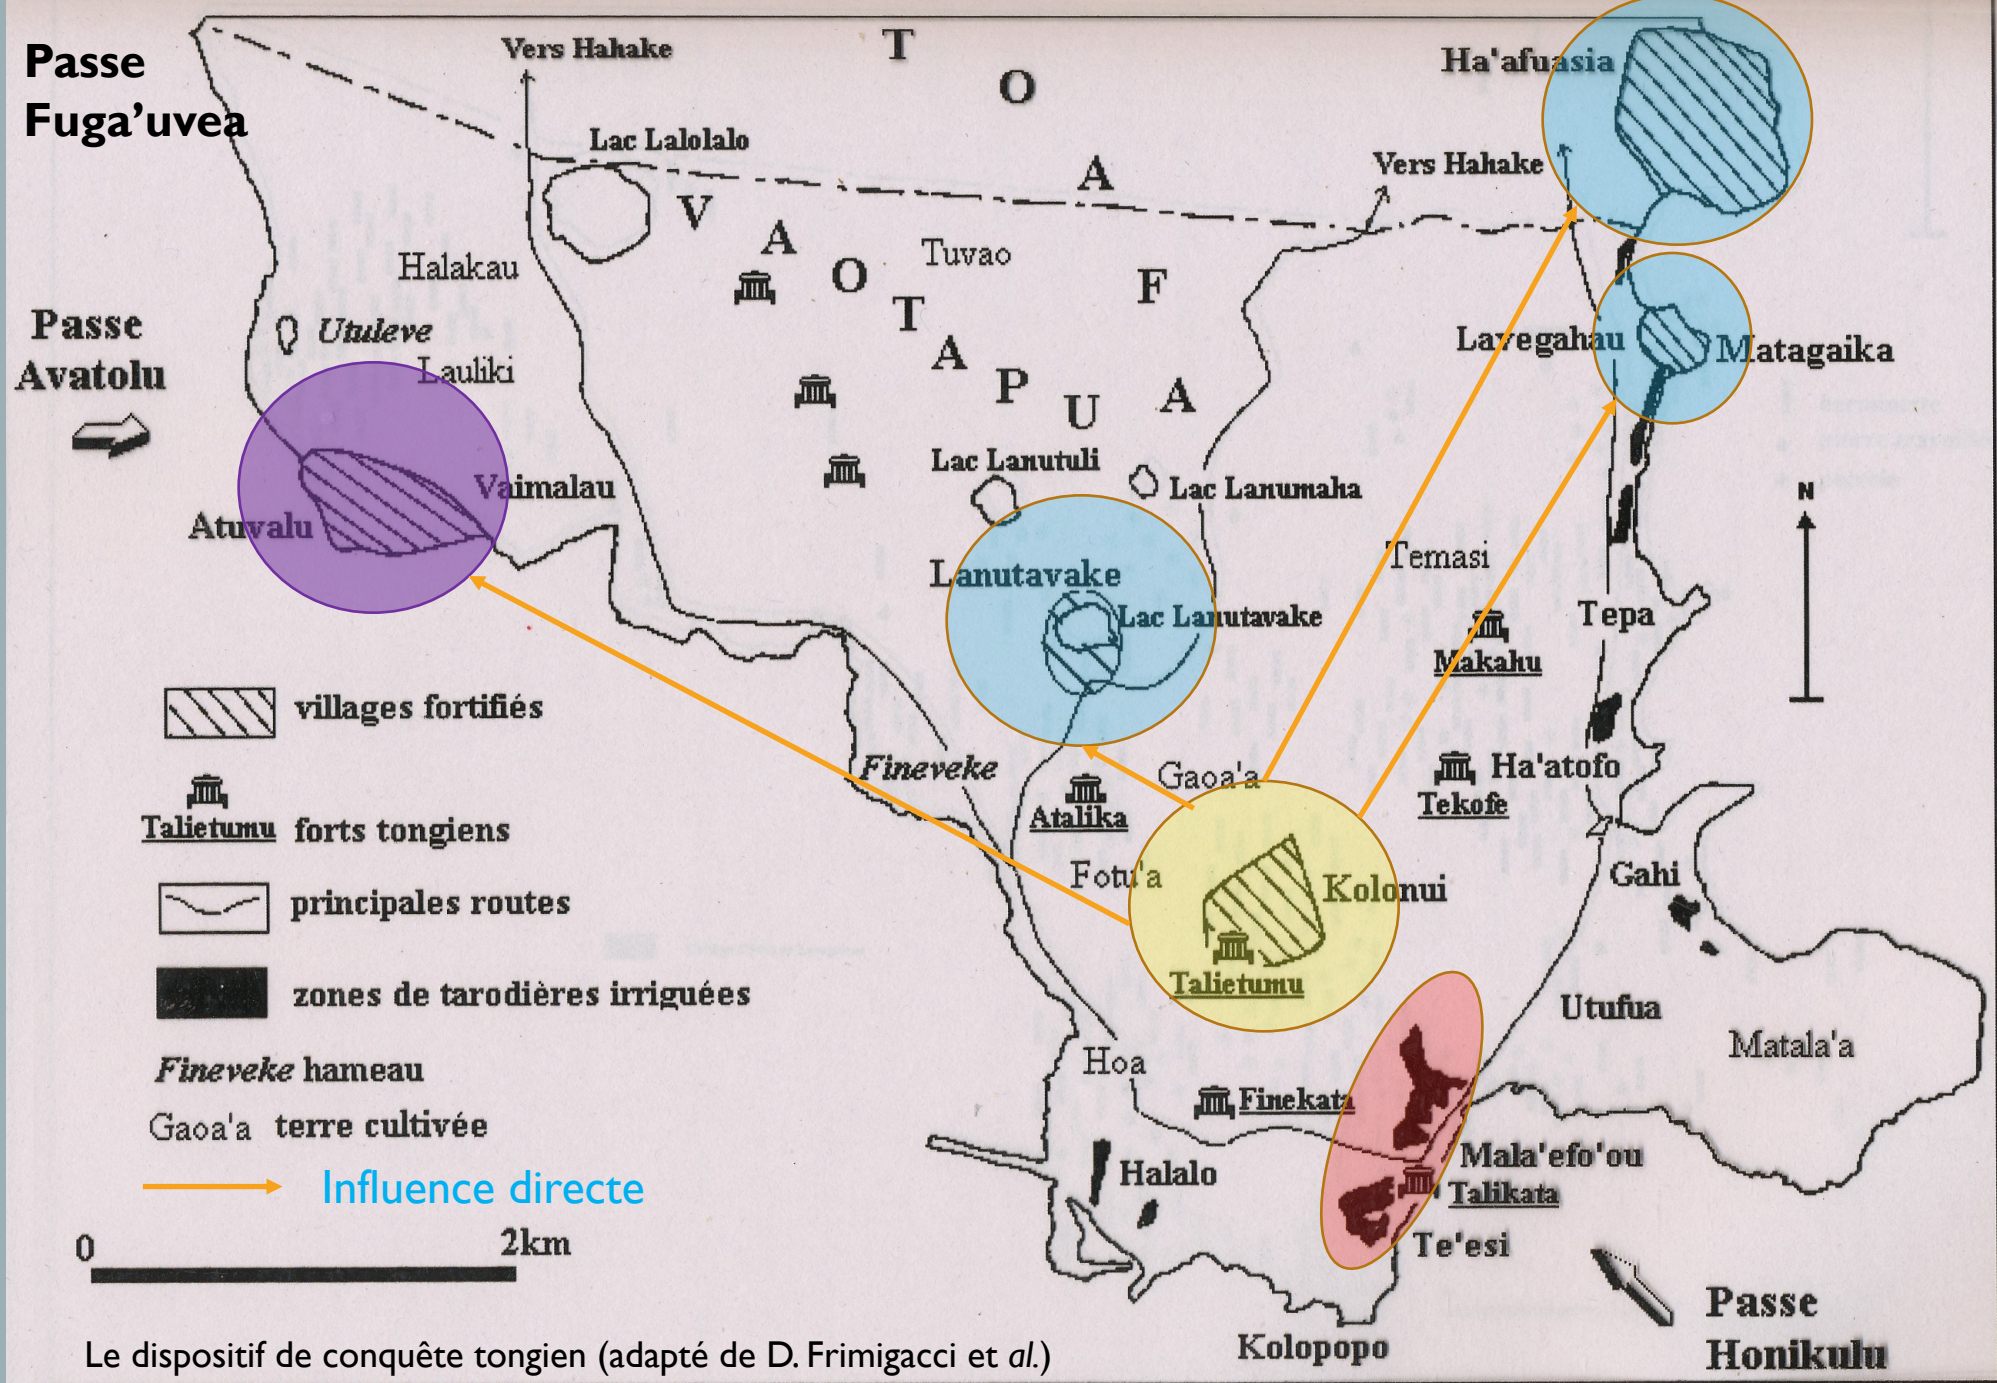 Passe
Fuga'uvea
Vers Hahake
T
O
A
F
A
Ha'afuasia
Lac Lalolalo
Vers Hahake
V
A
O
T
A
P
U
Tuvao
Halakau
Passe
Avatolu
Utuleve
Lauliki
Lavegahau
Matagaika
Lac Lanutuli
Lac Lanumaha
Vaimalau
Atuvalu
N
Temasi
Lanutavake
Lac Lanutavake
Tepa
Makahu
villages fortifiés
Fineveke
Gaoa'a
Ha'atofo
Tekofe
Atalika
Talietumu forts tongiens
Fotu'a
Kolonui
Gahi
principales routes
Talietumu
zones de tarodières irriguées
Utufua
Matala'a
Hoa
Fineveke hameau
Finekata
Gaoa'a terre cultivée
Mala'efo'ou
Halalo
Talikata
Influence directe
Te'esi
0 2km
Passe
Honikulu
Kolopopo
Le dispositif de conquête tongien (adapté de D. Frimigacci et al.)